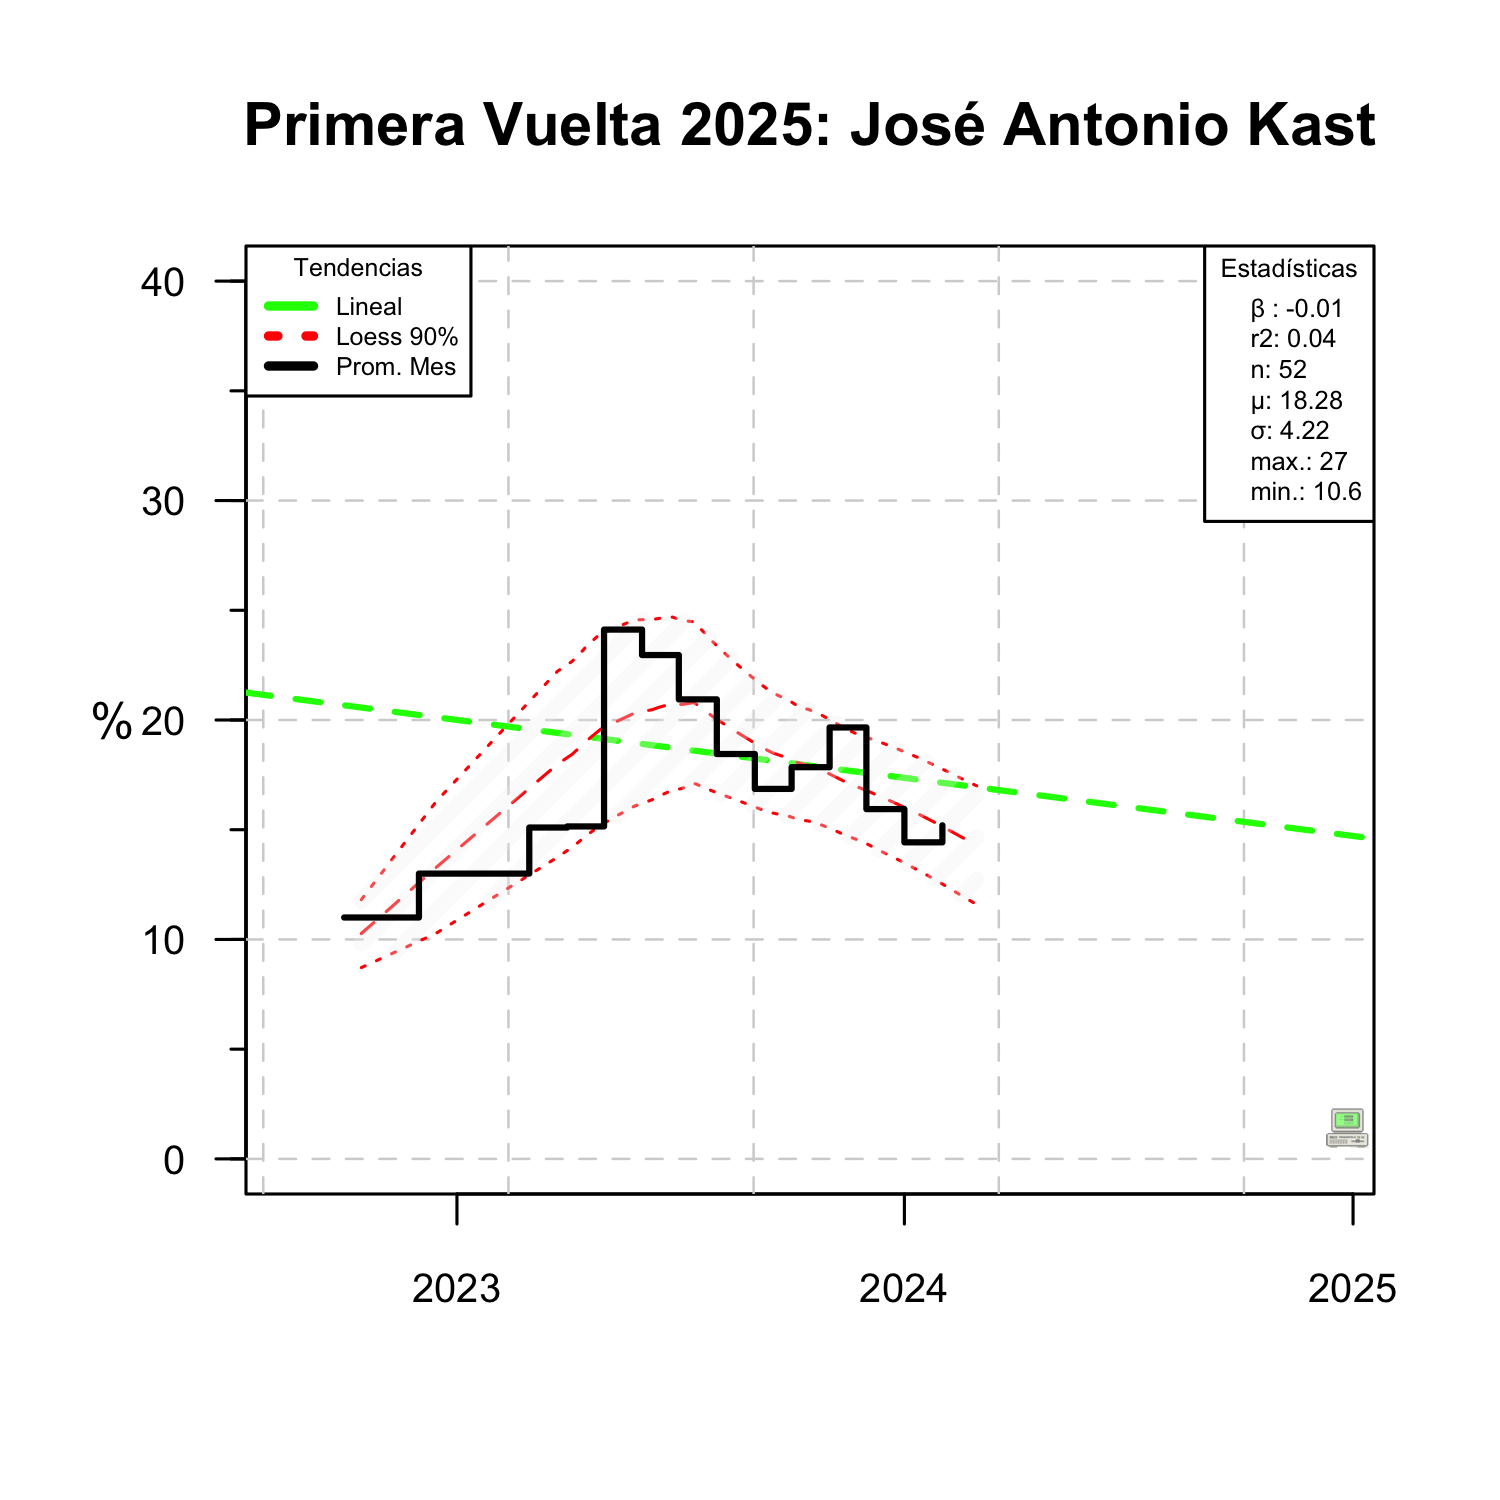 Primera Vuelta 2025: José Antonio Kast
Tendencias
Lineal
Loess 90%
Prom. Mes
Estadísticas
β : -0.01
r2: 0.04
n: 52
μ: 18.28
σ: 4.22
max.: 27
min.: 10.6
%
40
30
20
10
0
2023
2024
2025